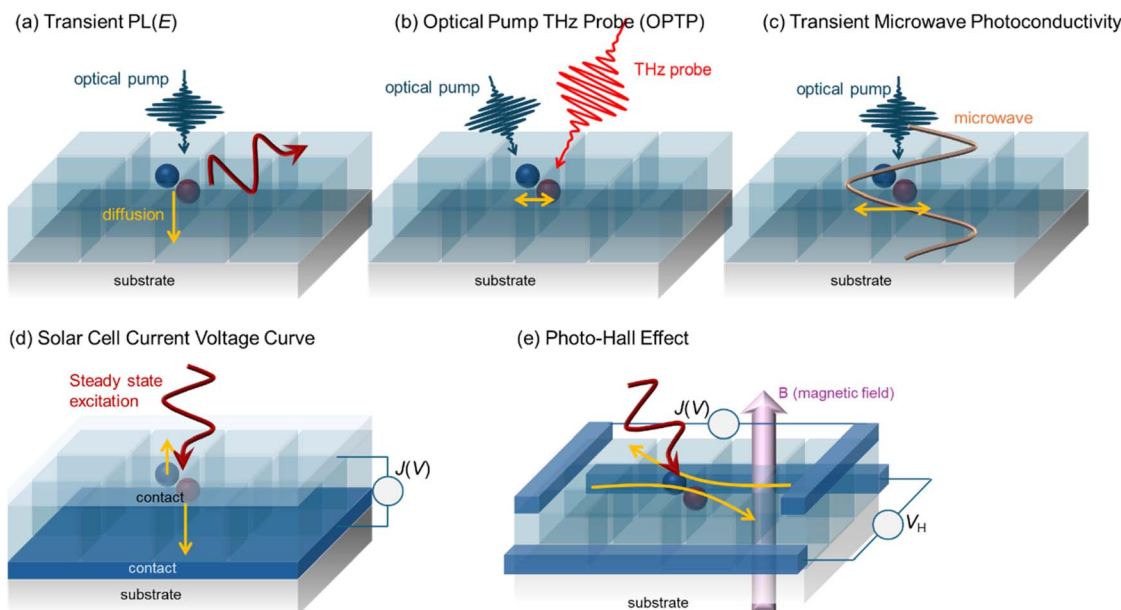 (a) Transient PL(E)
optical pump
diffusion
substrate
(b) Optical Pump THz Probe (OPTP)
THz probe
optical pump
substrate
(c) Transient Microwave Photoconductivity
optical pump
microwave
substrate
(d) Solar Cell Current Voltage Curve
Steady state
excitation
J(V)
contact
contact
substrate
(e) Photo-Hall Effect
B (magnetic field)
J(V)
VH
substrate